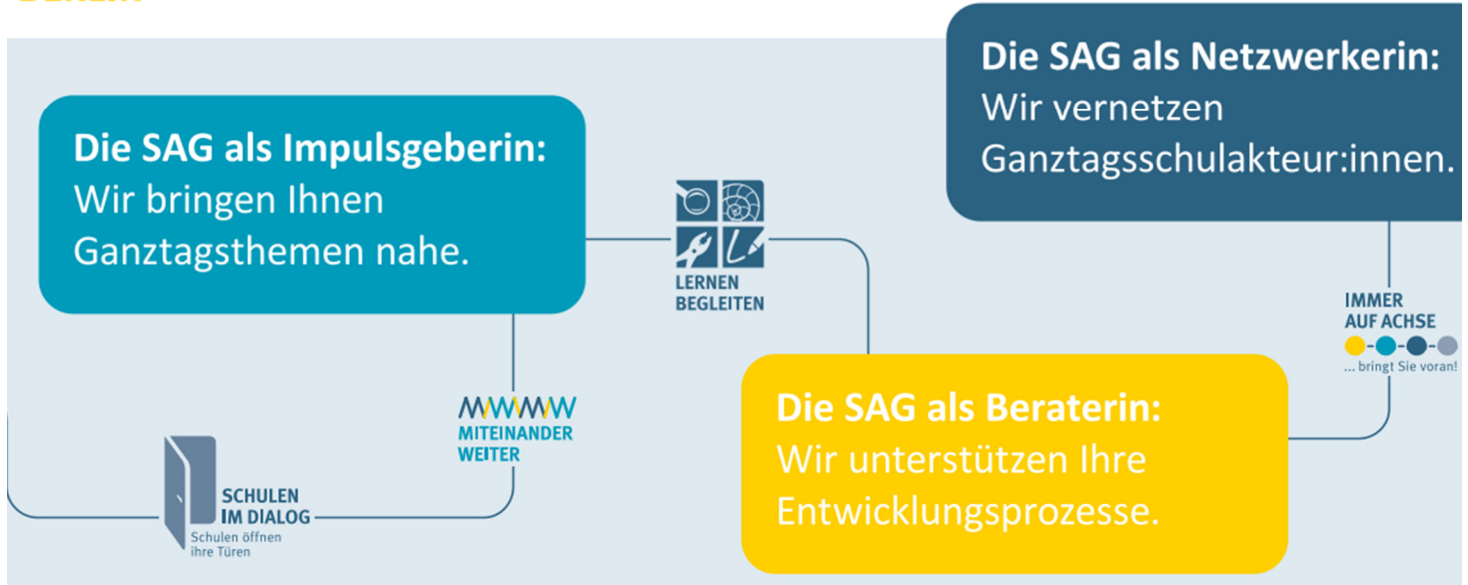 Die SAG als Impulsgeberin:
Wir bringen Ihnen
Ganztagsthemen nahe.
Die SAG als Netzwerkerin:
Wir vernetzen
Ganztagsschulakteur:innen.
LERNEN
BEGLEITEN
IMMER
AUF ACHSE
... bringt Sie voran!
Die SAG als Beraterin:
Wir unterstützen Ihre
Entwicklungsprozesse.
MITEINANDER
WEITER
SCHULEN
IM DIALOG
Schulen öffnen
ihre Türen